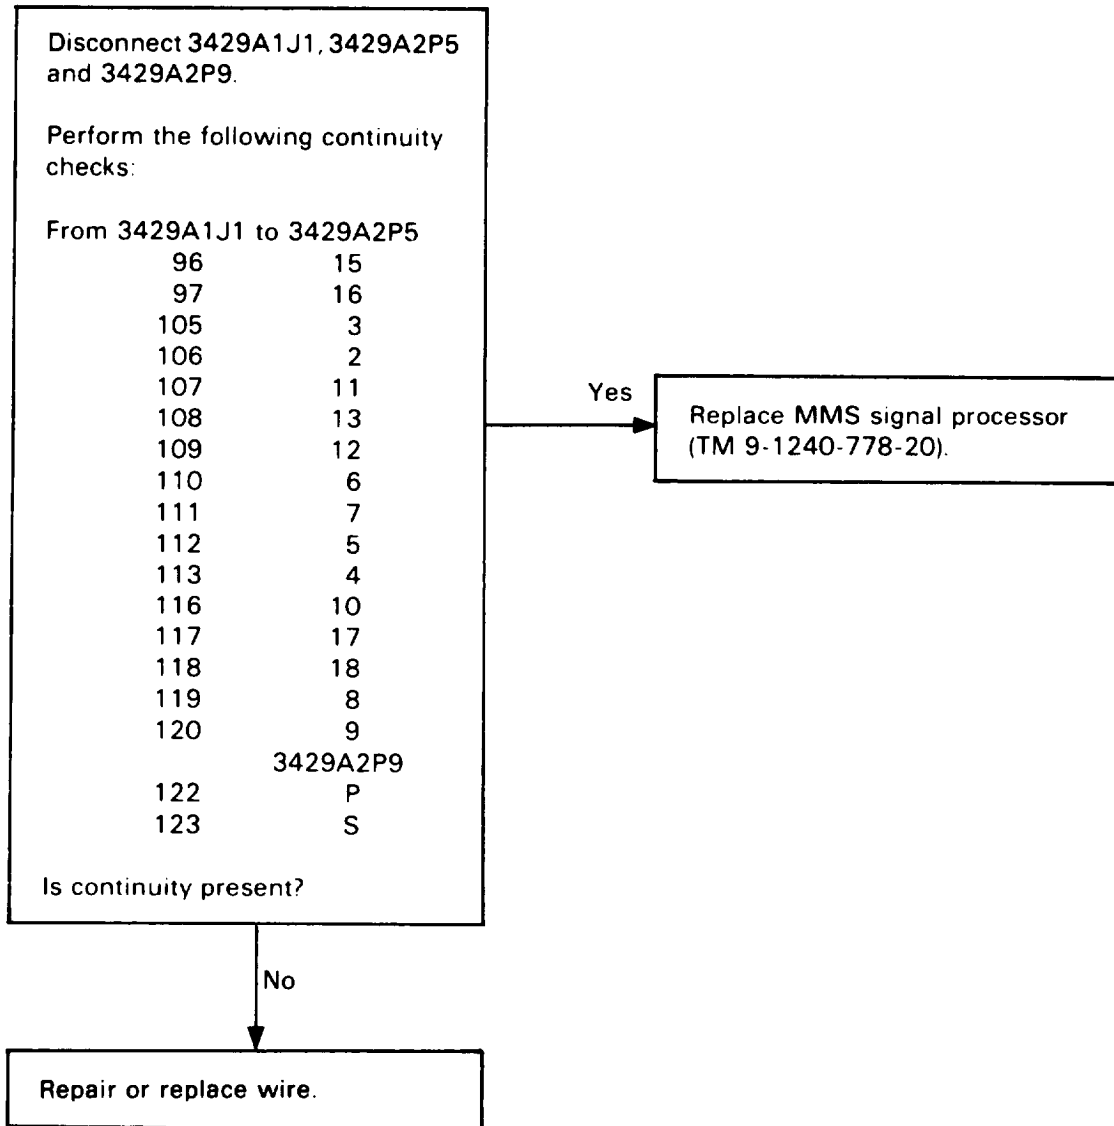 Disconnect 3429A1J1, 3429A2P5
and 3429A2P9.
Perform the following continuity
checks:
From 3429A1J1 to 3429A2P5
96 15
97 16
105 3
106 2
107 11
108 13
109 12
110 6
111 7
112 5
113 4
116 10
117 17
118 18
119 8
120 9
3429A2P9
122 P
123 S
Is continuity present?
Yes
Replace MMS signal processor
(TM 9-1240-778-20).
No
Repair or replace wire.